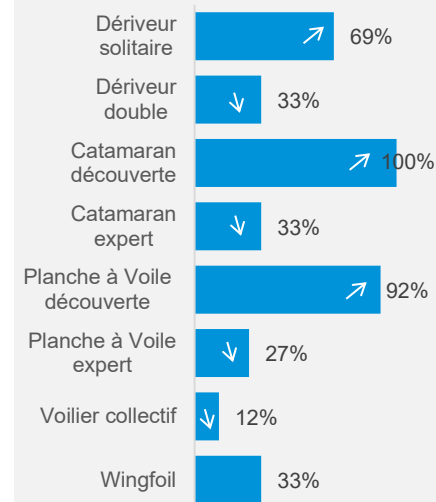 Dériveur
solitaire
69%
Dériveur
double
33%
Catamaran
découverte
100%
Catamaran
expert
33%
Planche à Voile
découverte
92%
Planche à Voile
expert
27%
Voilier collectif
12%
Wingfoil
33%